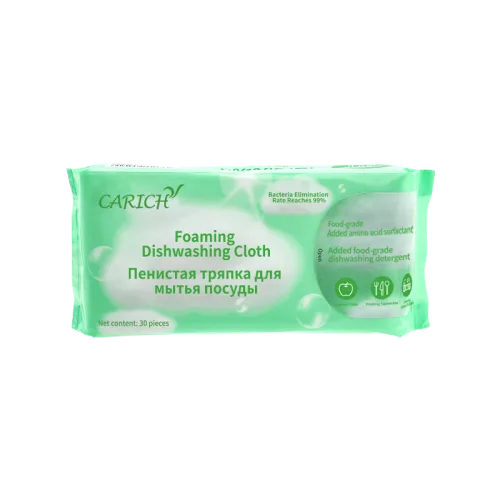 CARICH
Bacteria Elimination
Rate Reaches 99%
Foaming
Dishwashing Cloth
Пенистая тряпка для
мытья посуды
Net content: 30 pieces
Food-grade
Added amino acid surfactant
Open
Added food-grade
dishwashing detergent